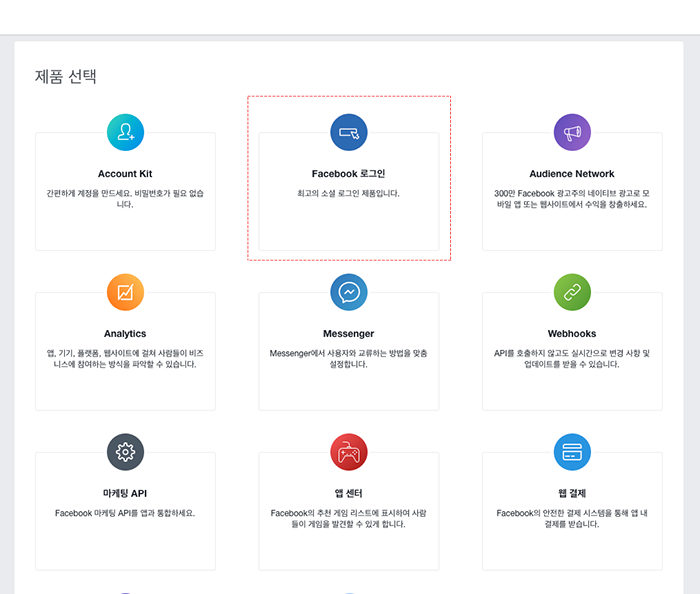 제품 선택
Account Kit
간편하게 계정을 만드세요. 비밀번호가 필요 없습
니다.
Facebook 로그인
최고의 소셜 로그인 제품입니다.
Audience Network
300만 Facebook 광고주의 네이티브 광고로 모
바일 앱 또는 웹사이트에서 수익을 창출하세요.
Analytics
앱, 기기, 플랫폼, 웹사이트에 걸쳐 사람들이 비즈
니스에 참여하는 방식을 파악할 수 있습니다.
Messenger
Messenger에서 사용자와 교류하는 방법을 맞춤
설정합니다.
Webhooks
API를 호출하지 않고도 실시간으로 변경 사항 및
업데이트를 받을 수 있습니다.
마케팅 API
Facebook 마케팅 API를 앱과 통합하세요.
앱 센터
Facebook의 추천 게임 리스트에 표시하여 사람
들이 게임을 발견할 수 있게 합니다.
웹 결제
Facebook의 안전한 결제 시스템을 통해 앱 내
결제를 받습니다.